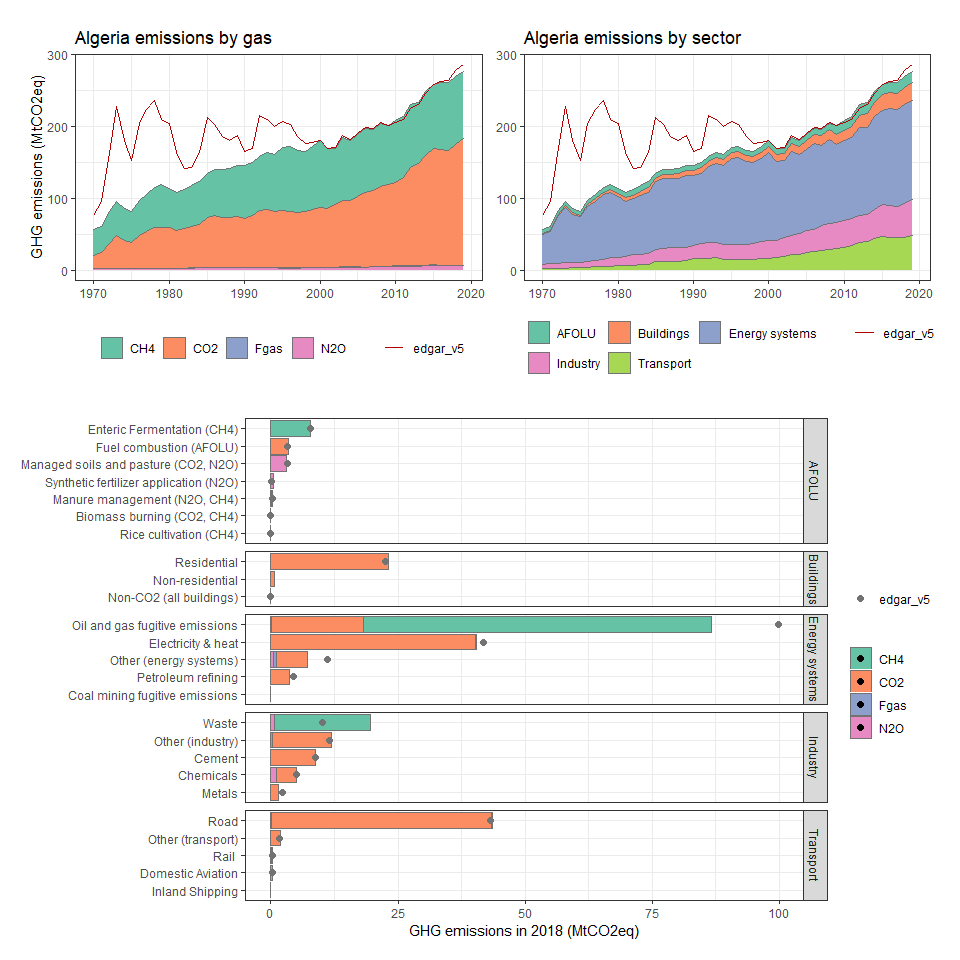 Algeria emissions by gas
GHG emissions (MtCO2eq)
300
200
100
0
1970
1980
1990
2000
2010
2020
CH4
CO2
Fgas
N2O
edgar_v5
Algeria emissions by sector
300
200
100
0
1970
1980
1990
2000
2010
2020
AFOLU
Buildings
Energy systems
edgar_v5
Industry
Transport
Enteric Fermentation (CH4)
Fuel combustion (AFOLU)
Managed soils and pasture (CO2, N2O)
Synthetic fertilizer application (N2O)
Manure management (N2O, CH4)
Biomass burning (CO2, CH4)
Rice cultivation (CH4)
AFOLU
Residential
Non-residential
Non-CO2 (all buildings)
Buildings
Oil and gas fugitive emissions
Electricity & heat
Other (energy systems)
Petroleum refining
Coal mining fugitive emissions
Energy systems
Waste
Other (industry)
Cement
Chemicals
Metals
Industry
Road
Other (transport)
Rail
Domestic Aviation
Inland Shipping
Transport
0
25
50
75
100
GHG emissions in 2018 (MtCO2eq)
edgar_v5
CH4
CO2
Fgas
N2O